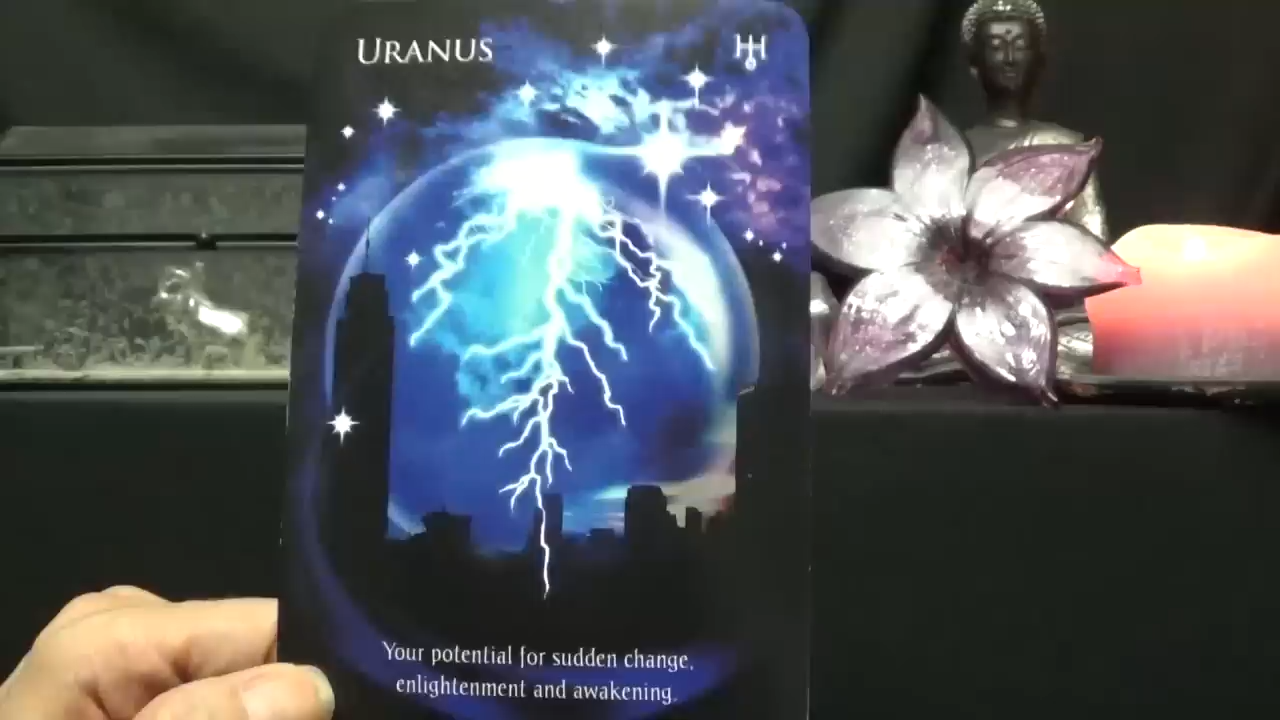 URANUS
Your potential for sudden change,
enlightenment and awakening.